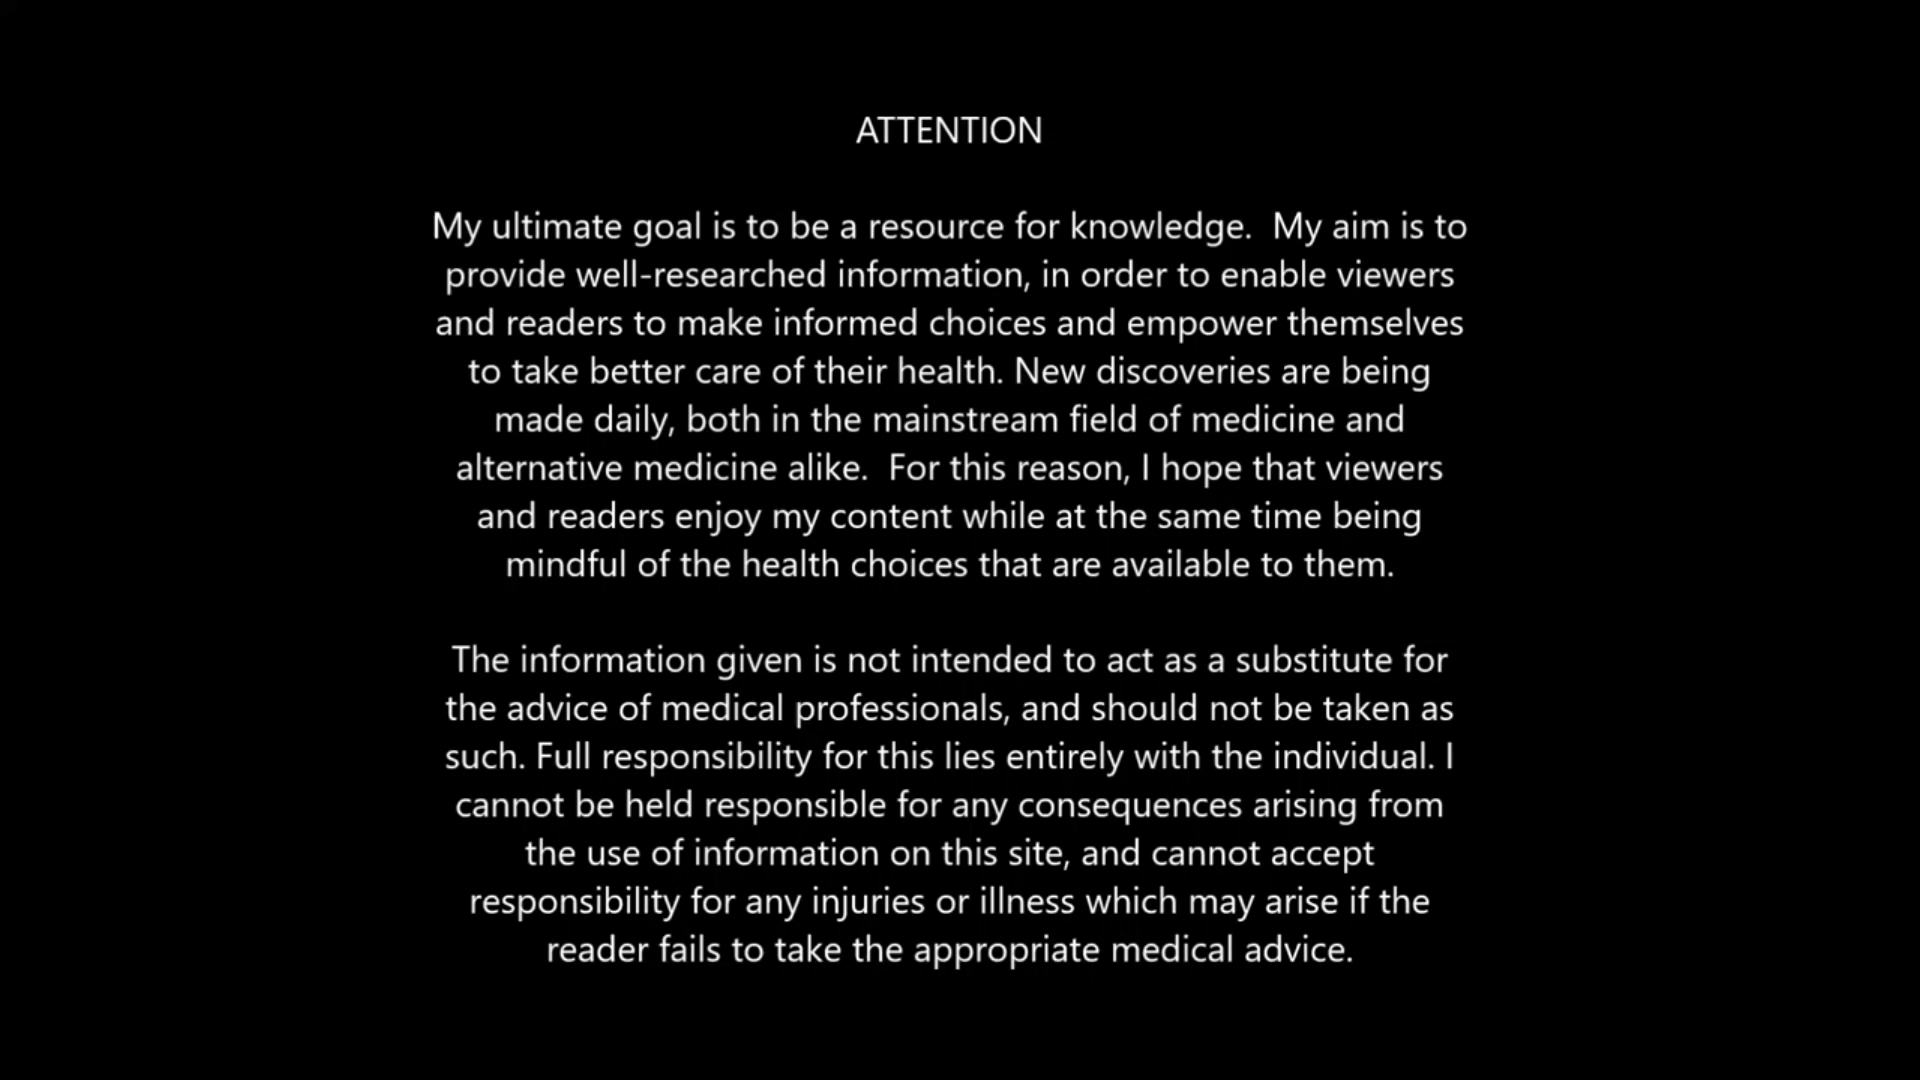 ATTENTION
My ultimate goal is to be a resource for knowledge.  My aim is to
provide well-researched information, in order to enable viewers
and readers to make informed choices and empower themselves
to take better care of their health. New discoveries are being
made daily, both in the mainstream field of medicine and
alternative medicine alike.  For this reason, I hope that viewers
and readers enjoy my content while at the same time being
mindful of the health choices that are available to them.
The information given is not intended to act as a substitute for
the advice of medical professionals, and should not be taken as
such. Full responsibility for this lies entirely with the individual. I
cannot be held responsible for any consequences arising from
the use of information on this site, and cannot accept
responsibility for any injuries or illness which may arise if the
reader fails to take the appropriate medical advice.